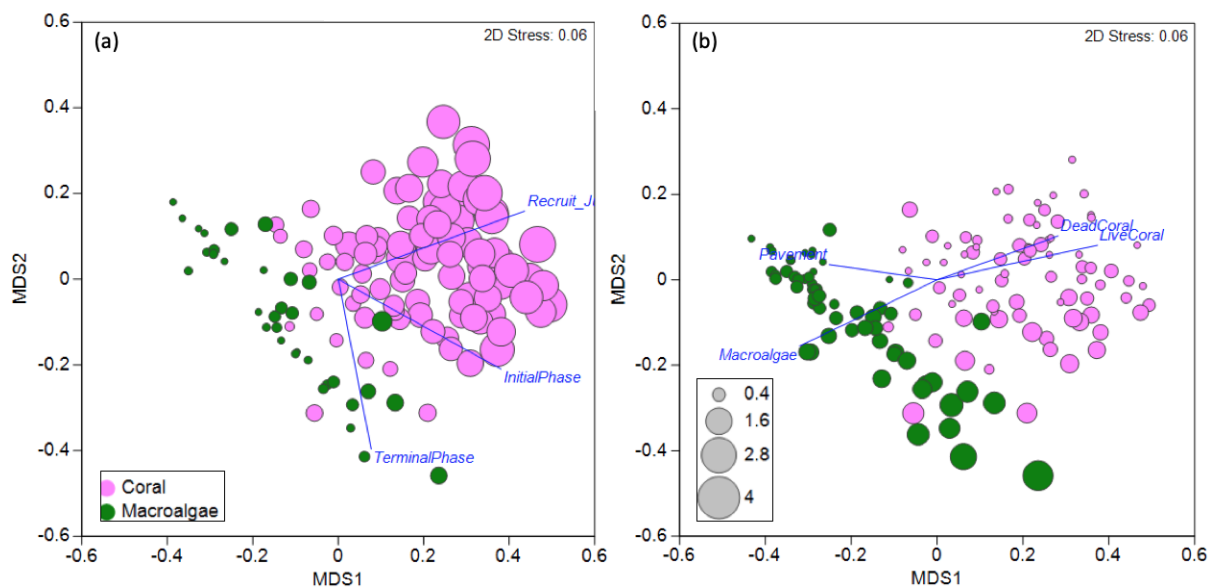 (a)
2D Stress: 0.06
0.6
0.4
0.2
0
-0.2
-0.4
-0.6
MDS2
Recruit_Ju
InitialPhase
TerminalPhase
Coral
Macroalgae
-0.6 -0.4 -0.2 0 0.2 0.4 0.6
MDS1
(b)
2D Stress: 0.06
0.6
0.4
0.2
0
-0.2
-0.4
-0.6
MDS2
DeadCoral
LiveCoral
Pavement
Macroalgae
0.4
1.6
2.8
4
-0.6 -0.4 -0.2 0 0.2 0.4 0.6
MDS1